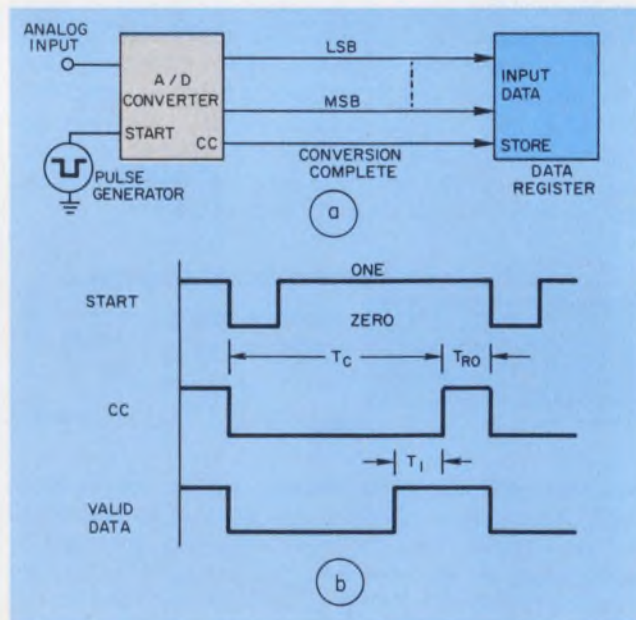 ANALOG
INPUT
A/D
CONVERTER
START
CC
PULSE
GENERATOR
LSB
MSB
CONVERSION
COMPLETE
INPUT
DATA
STORE
DATA
REGISTER
a
START
ONE
ZERO
TC
TRO
CC
T1
VALID
DATA
b